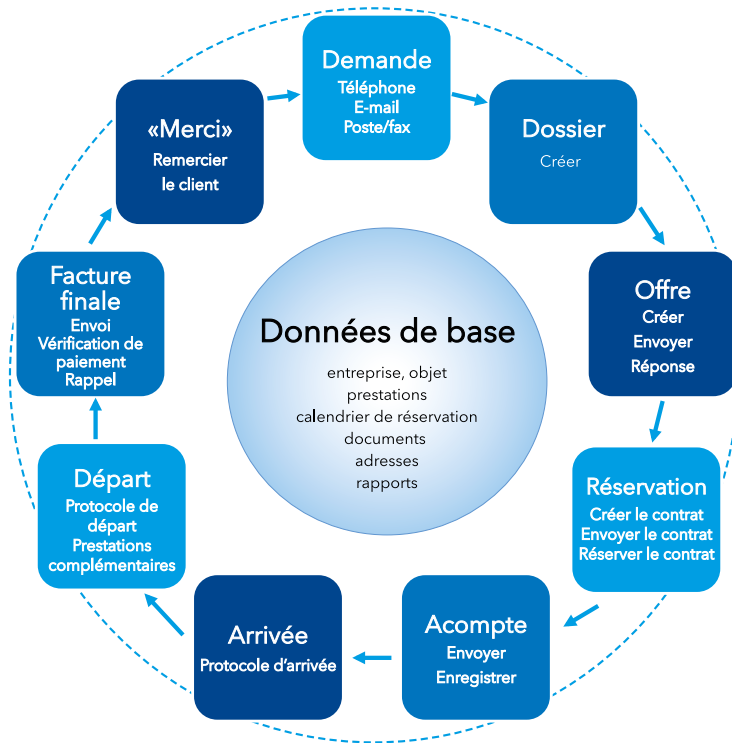 Demande
Téléphone
E-mail
Poste/fax
Dossier
Créer
Offre
Créer
Envoyer
Réponse
Réservation
Créer le contrat
Envoyer le contrat
Réserver le contrat
Acompte
Envoyer
Enregistrer
Arrivée
Protocole d’arrivée
Départ
Protocole de
départ
Prestations
complémentaires
Facture
finale
Envoi
Vérification de
paiement
Rappel
«Merci»
Remercier
le client
Données de base
entreprise, objet
prestations
calendrier de réservation
documents
adresses
rapports